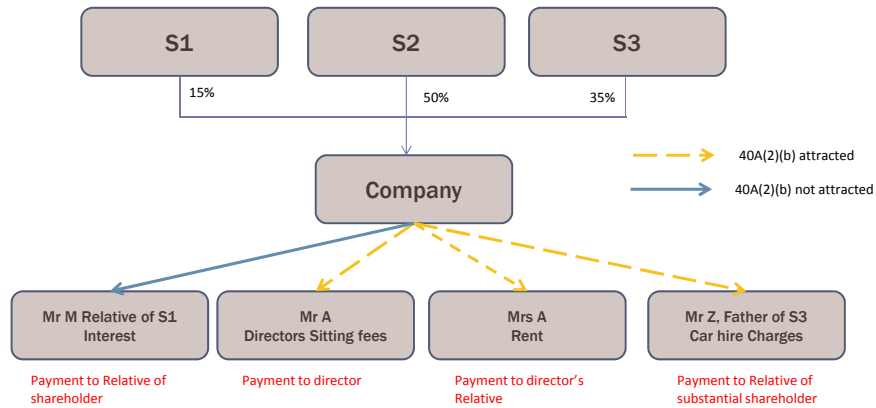 S1
S2
S3
15%
50%
35%
40A(2)(b) attracted
40A(2)(b) not attracted
Company
Mr M Relative of S1
Interest
Mr A
Directors Sitting fees
Mrs A
Rent
Mr Z, Father of S3
Car hire Charges
Payment to Relative of
shareholder
Payment to director
Payment to director's
Relative
Payment to Relative of
substantial shareholder